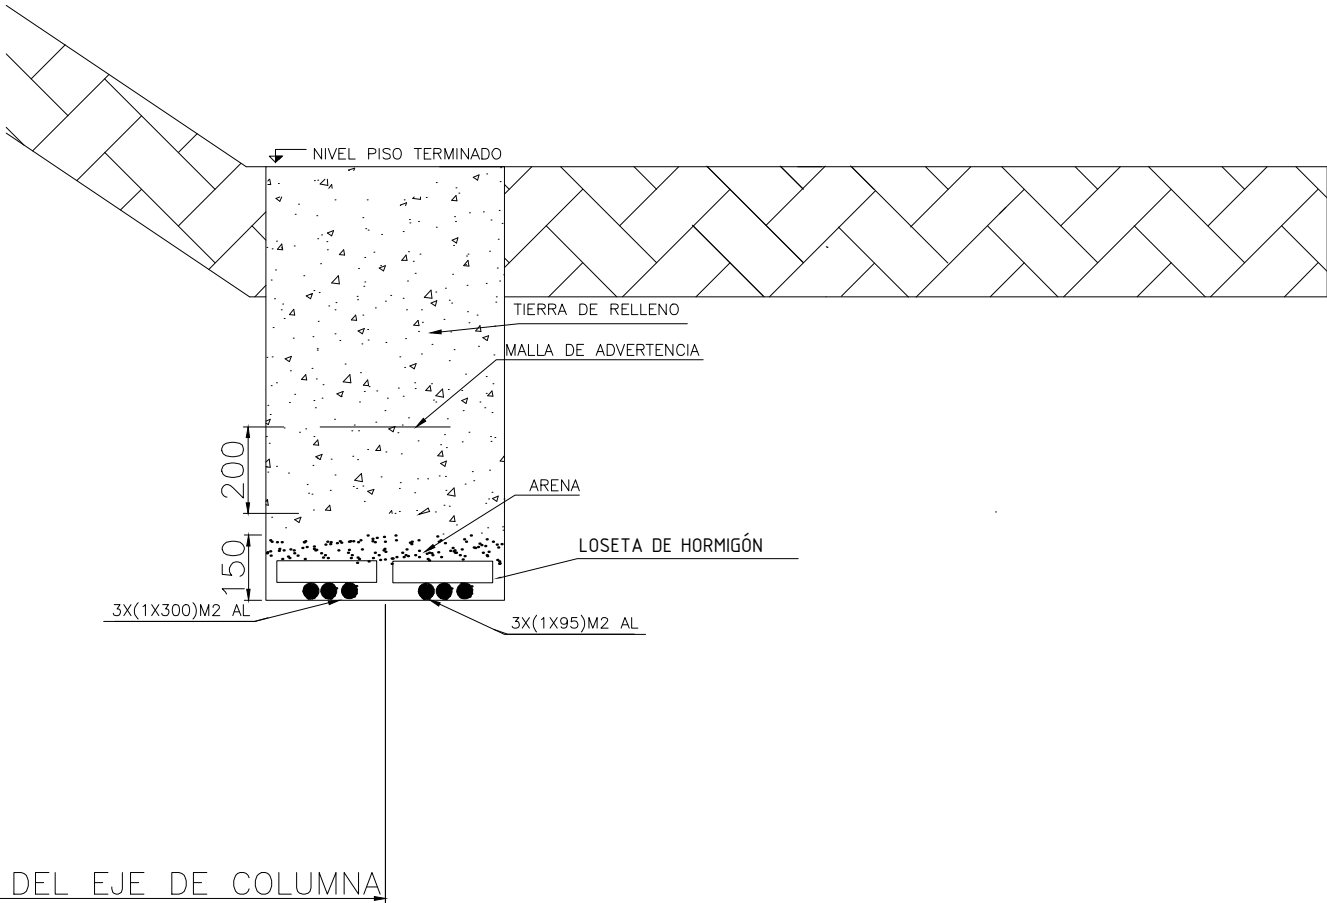 NIVEL PISO TERMINADO
TIERRA DE RELLENO
MALLA DE ADVERTENCIA
200
ARENA
LOSETA DE HORMIGÓN
150
3X(1X300)M2 AL
3X(1X95)M2 AL
DEL EJE DE COLUMNA